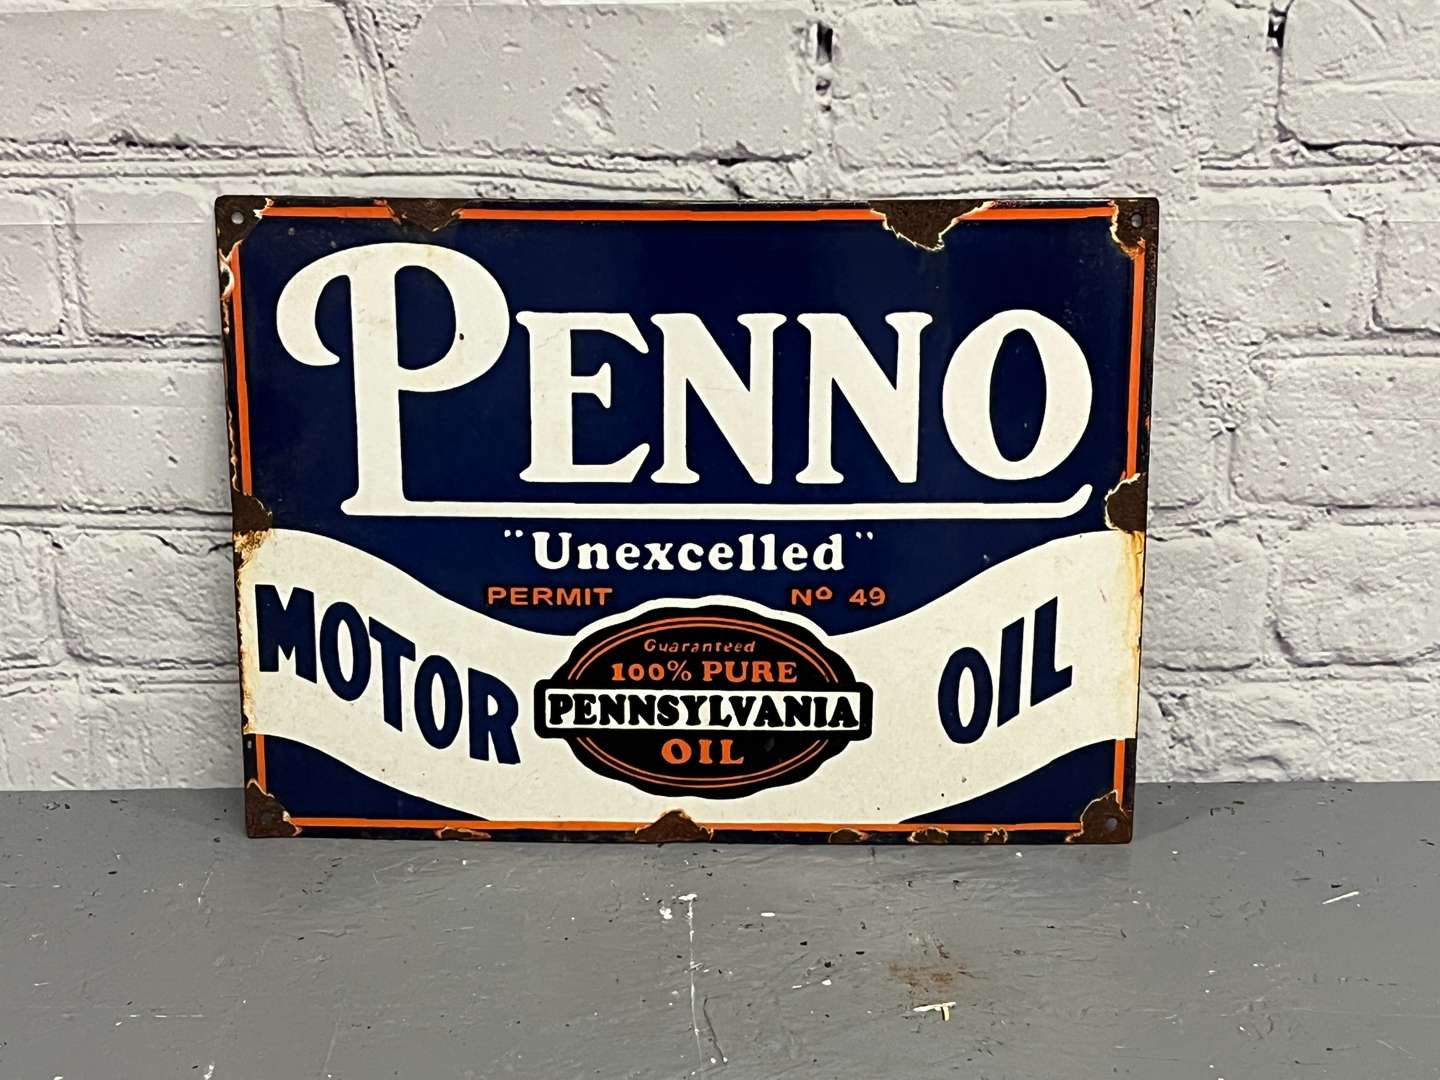 PENNO
"Unexcelled"
PERMIT Nº 49
MOTOR OIL
Guaranteed
100% PURE
PENNSYLVANIA
OIL